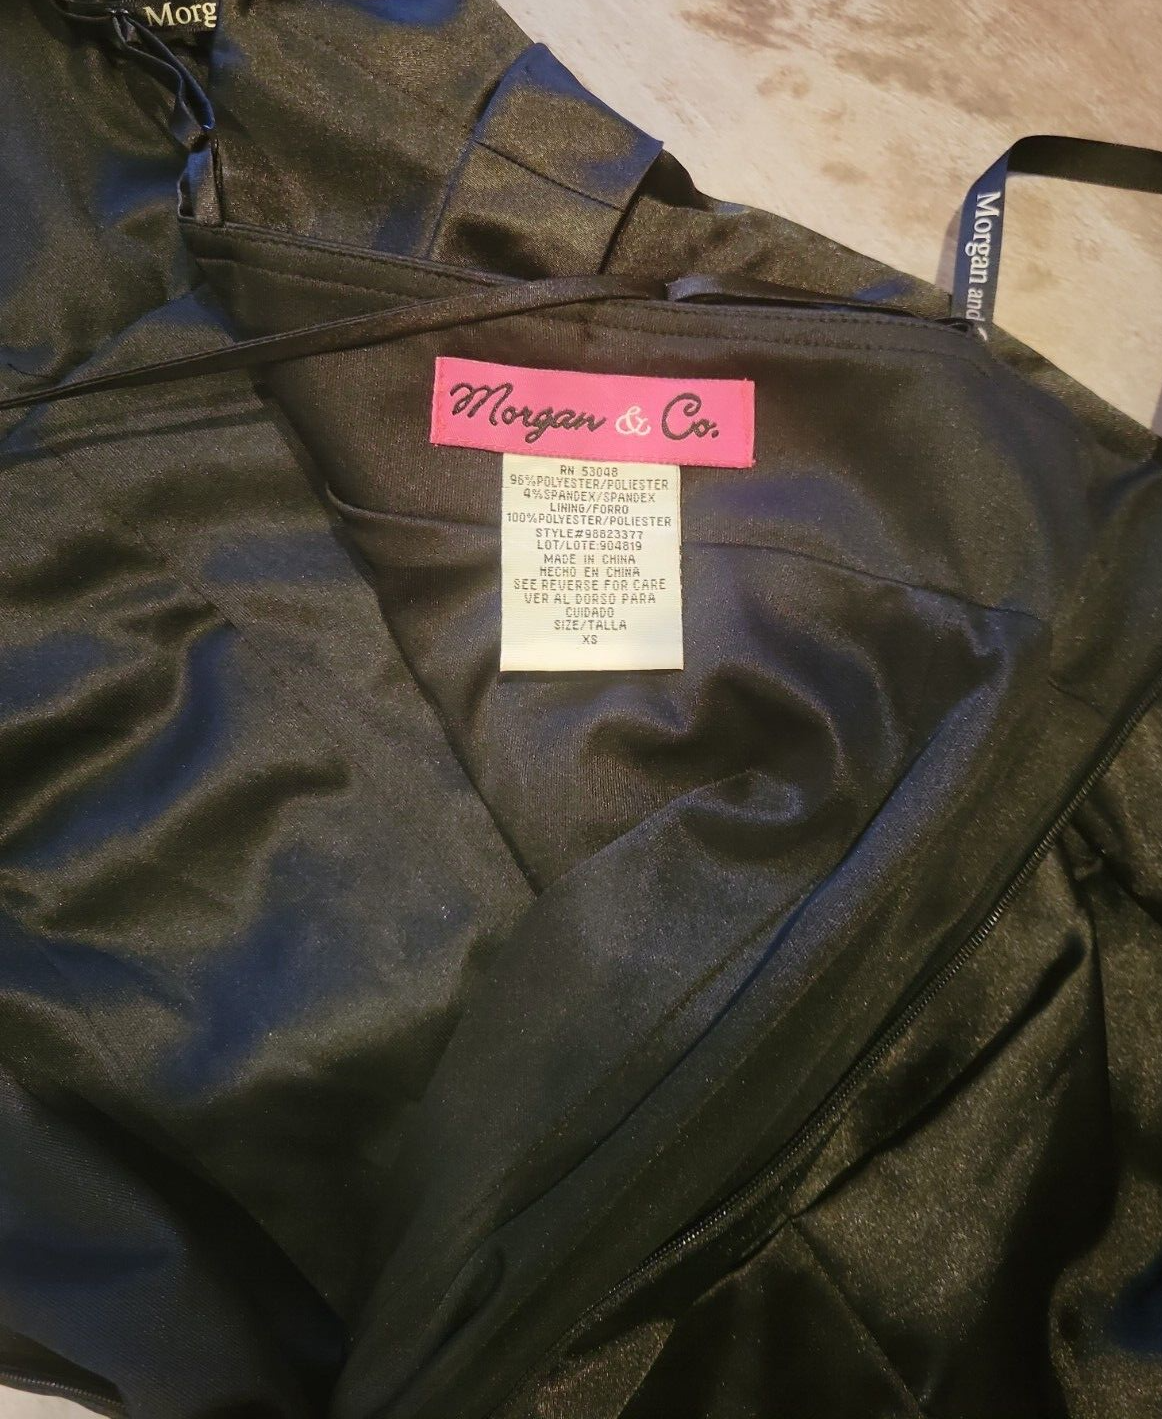 Morg
Morgan and
Morgan & Co.
RN 53048
96%POLYESTER/POLIESTER
4%SPANDEX/SPANDEX
LINING/FORRO
100%POLYESTER/POLIESTER
STYLE#98823377
LOT/LOTE:904819
MADE IN CHINA
HECHO EN CHINA
SEE REVERSE FOR CARE
VER AL DORSO PARA
CUIDADO
SIZE/TALLA
XS